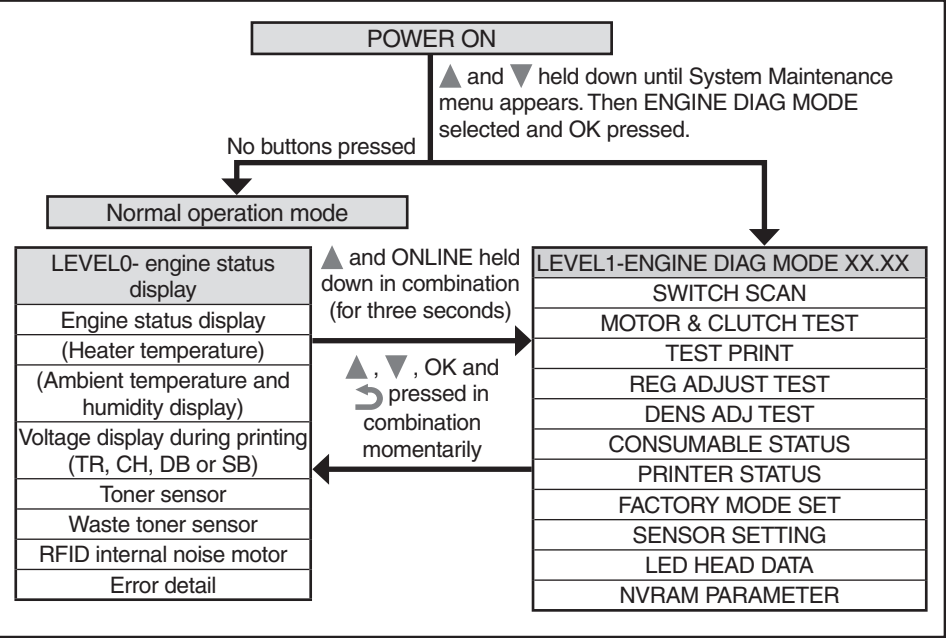 POWER ON
▲ and ▼ held down until System Maintenance
menu appears. Then ENGINE DIAG MODE
selected and OK pressed.
No buttons pressed
Normal operation mode
LEVEL0- engine status
display
Engine status display
(Heater temperature)
(Ambient temperature and
humidity display)
Voltage display during printing
(TR, CH, DB or SB)
Toner sensor
Waste toner sensor
RFID internal noise motor
Error detail
▲ and ONLINE held
down in combination
(for three seconds)
▲ , ▼ , OK and
⮌ pressed in
combination
momentarily
LEVEL1-ENGINE DIAG MODE XX.XX
SWITCH SCAN
MOTOR & CLUTCH TEST
TEST PRINT
REG ADJUST TEST
DENS ADJ TEST
CONSUMABLE STATUS
PRINTER STATUS
FACTORY MODE SET
SENSOR SETTING
LED HEAD DATA
NVRAM PARAMETER